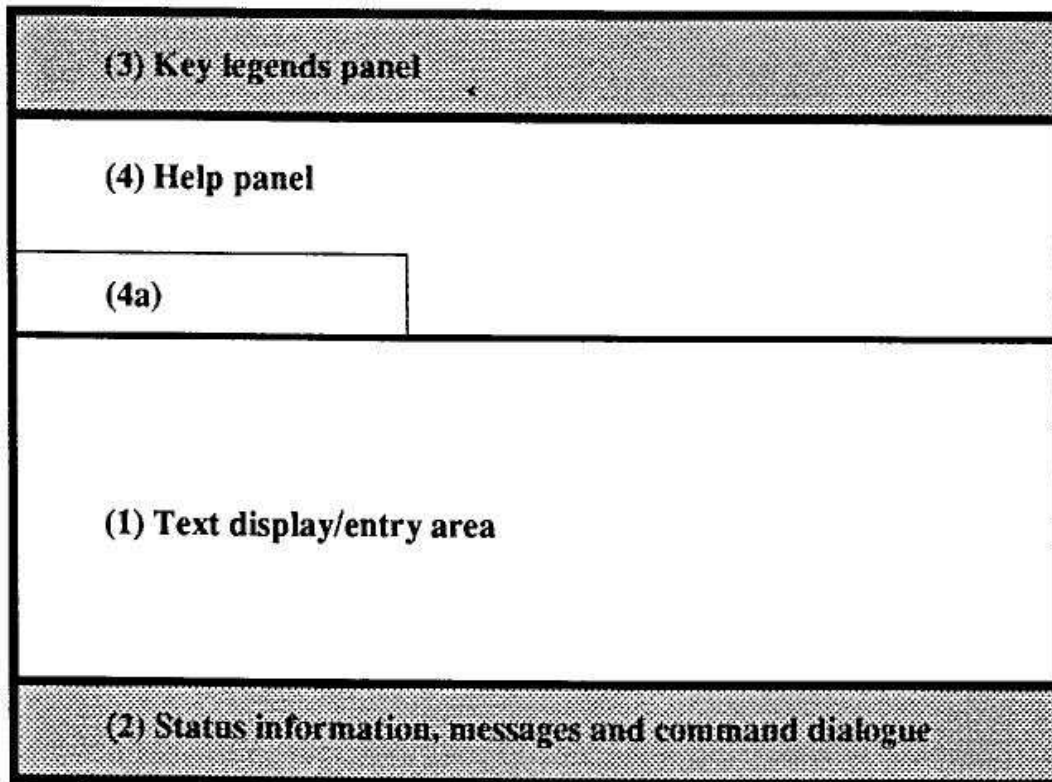 (3) Key legends panel
(4) Help panel
(4a)
(1) Text display/entry area
(2) Status information, messages and command dialogue